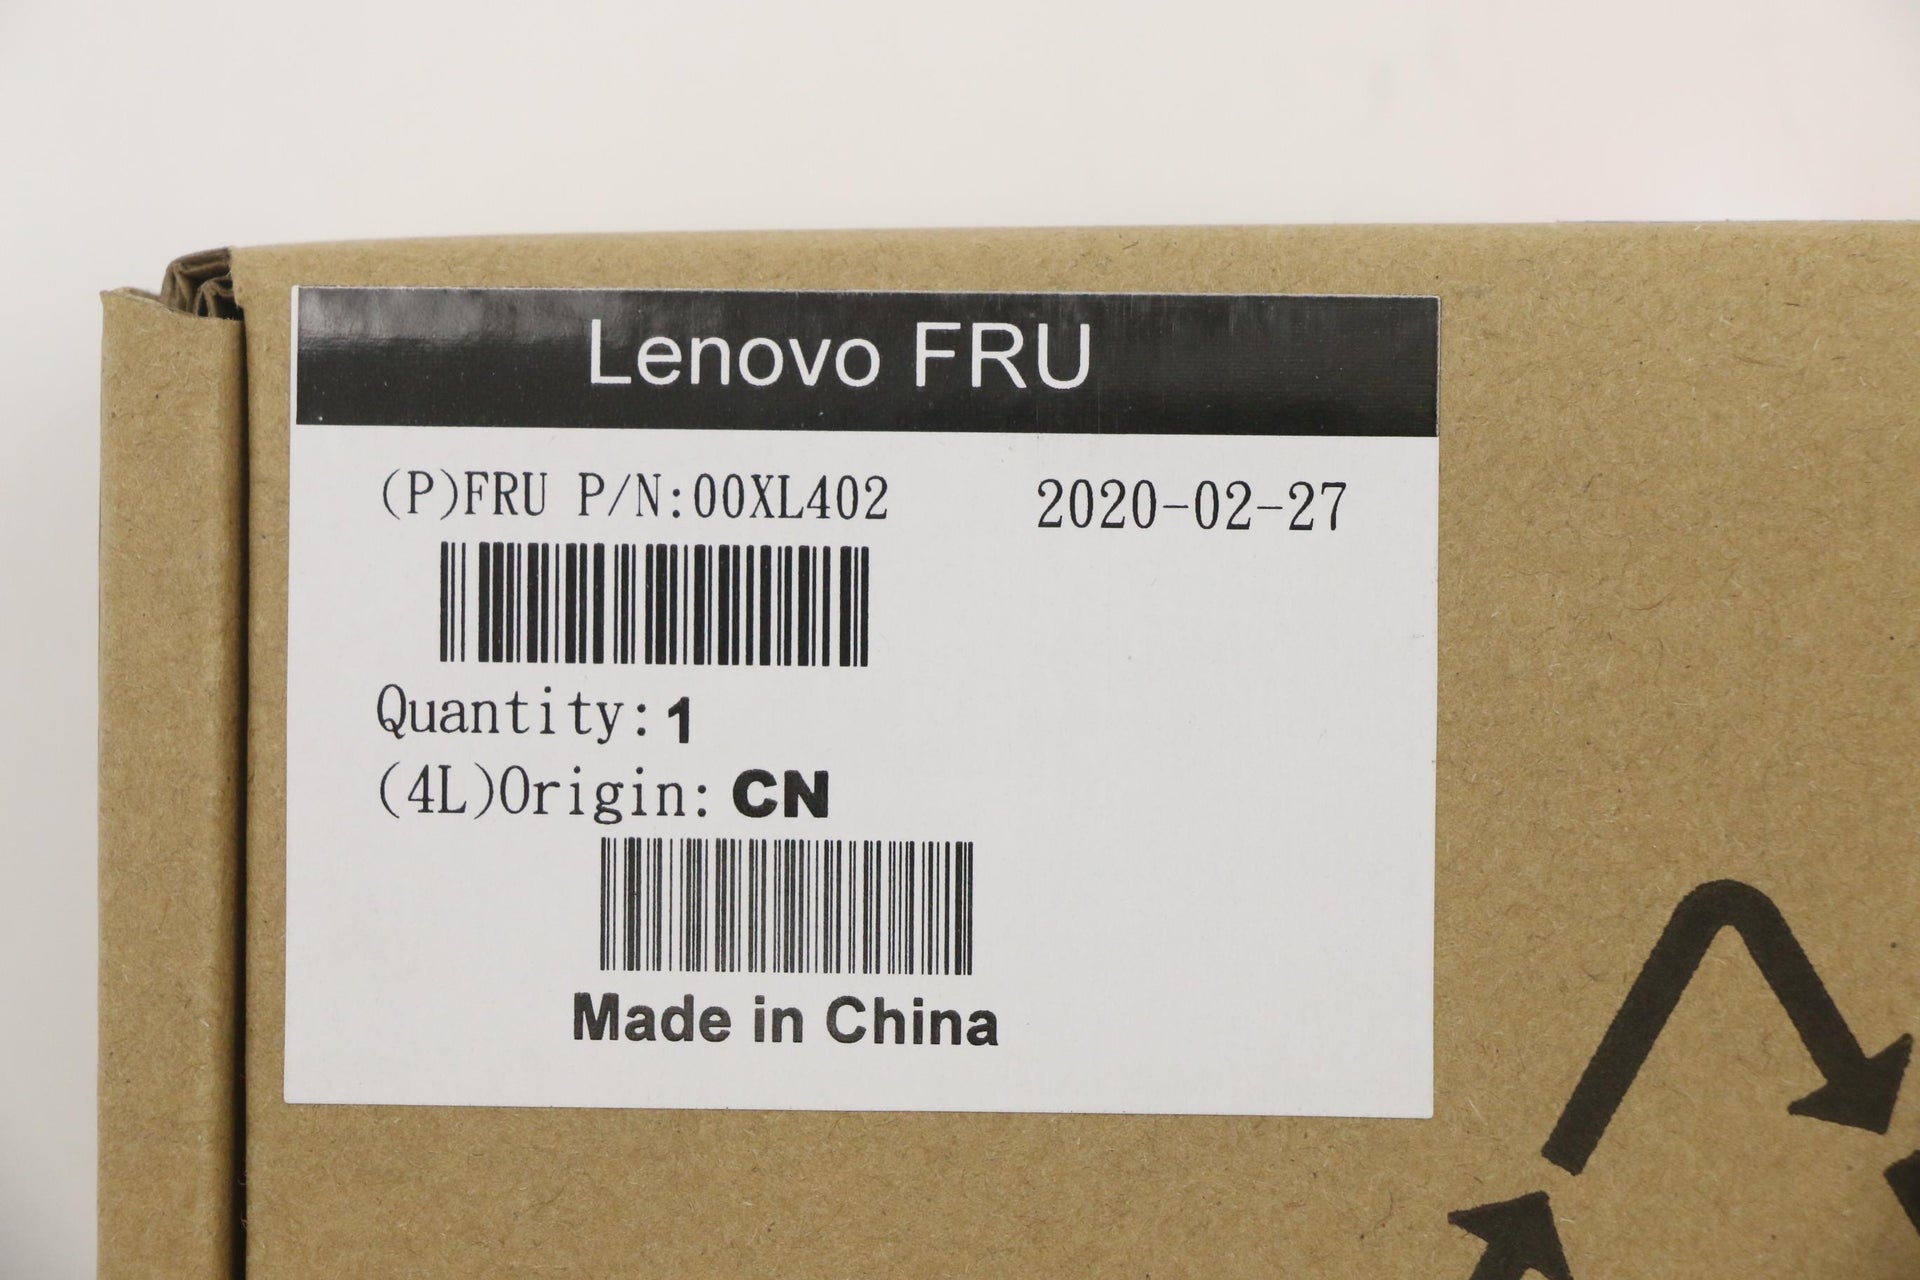 Lenovo FRU
(P)FRU P/N:00XL402 2020-02-27
Quantity:1
(4L)Origin: CN
Made in China